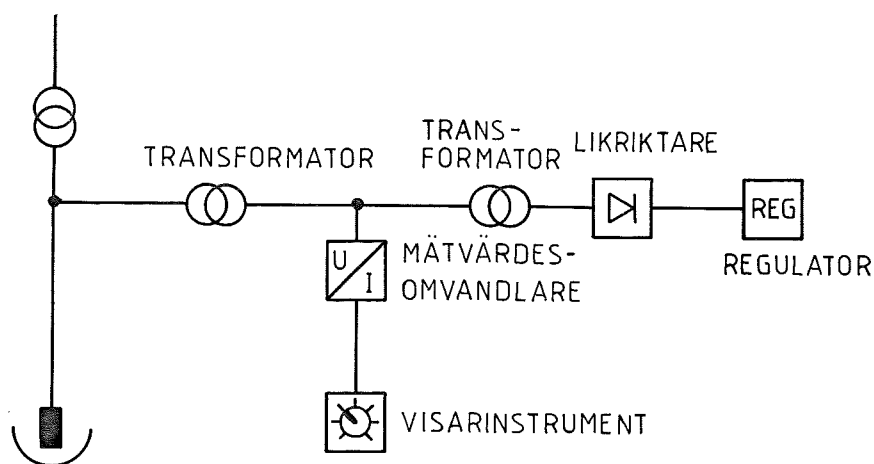 TRANSFORMATOR
TRANS-
FORMATOR
LIKRIKTARE
REG
REGULATOR
U
I
MÄTVÄRDES-
OMVANDLARE
VISARINSTRUMENT